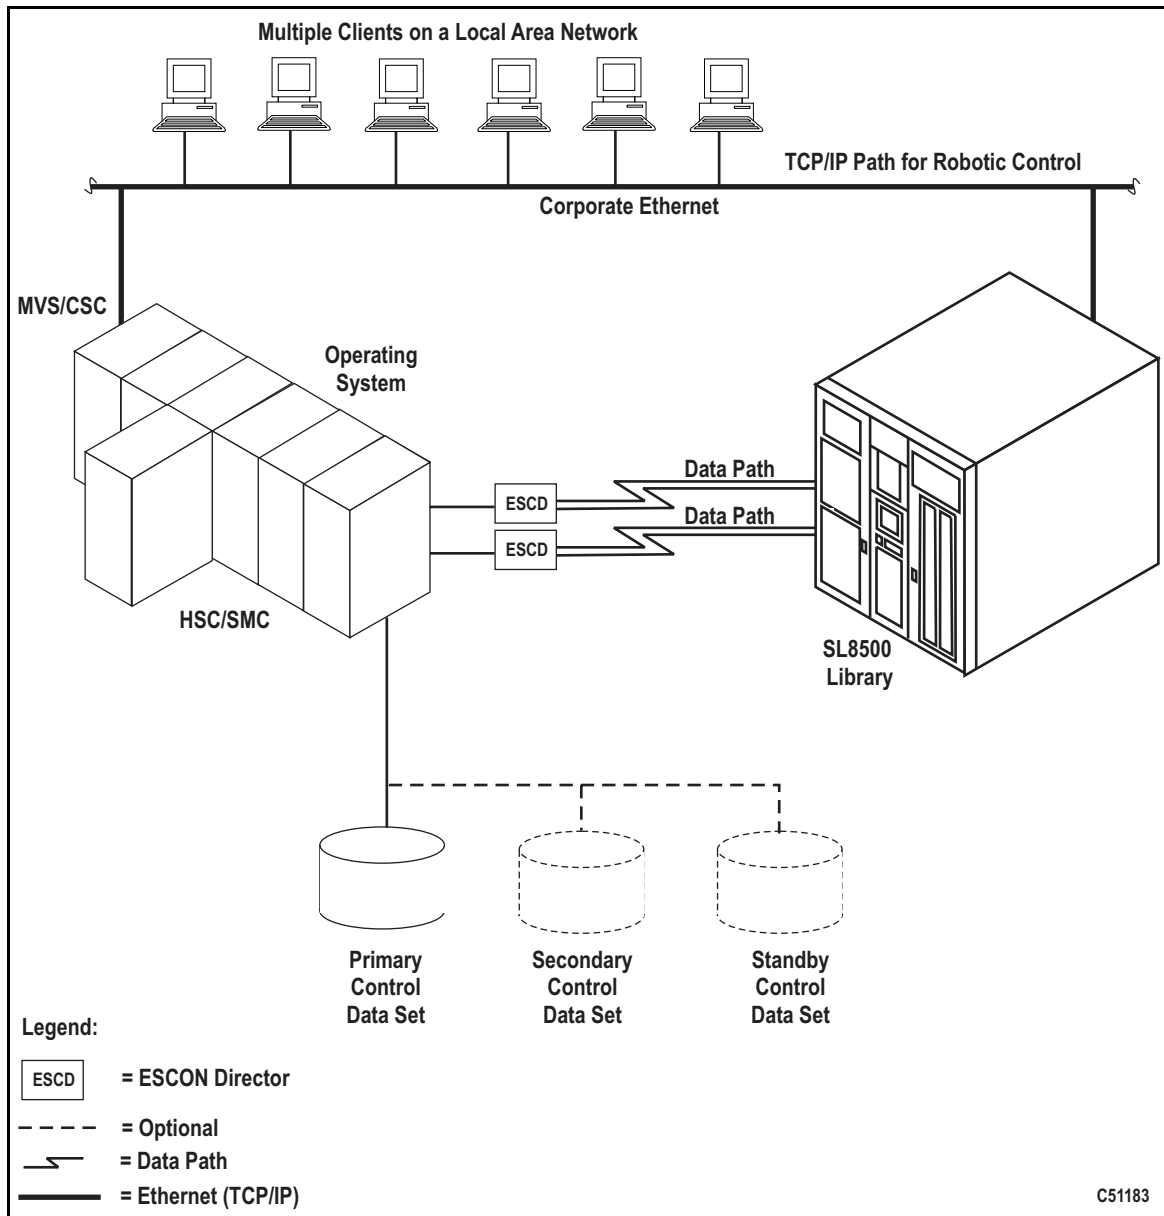 Multiple Clients on a Local Area Network
TCP/IP Path for Robotic Control
Corporate Ethernet
MVS/CSC
Operating
System
Data Path
ESCD
Data Path
ESCD
HSC/SMC
SL8500
Library
Primary
Control
Data Set
Secondary
Control
Data Set
Standby
Control
Data Set
Legend:
ESCD = ESCON Director
= Optional
= Data Path
= Ethernet (TCP/IP)
C51183